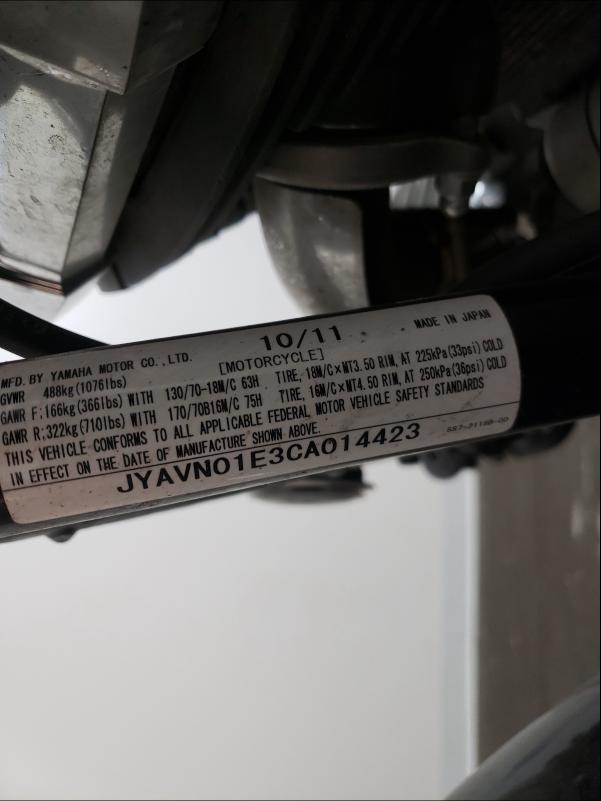 10/11
MADE IN JAPAN
MFD. BY YAMAHA MOTOR CO.,LTD.
[MOTORCYCLE]
GVWR 488kg(1076lbs)
GAWR F:166kg(366lbs)WITH 130/70-18M/C 63H TIRE, 18M/C×MT3.50 RIM, AT 225kPa(33psi)COLD
GAWR R:322kg(710lbs)WITH 170/70B16M/C 75H TIRE, 16M/C×MT4.50 RIM, AT 250kPa(36psi)COLD
THIS VEHICLE CONFORMS TO ALL APPLICABLE FEDERAL MOTOR VEHICLE SAFETY STANDARDS
IN EFFECT ON THE DATE OF MANUFACTURE SHOWN ABOVE.
JYAVN01E3CA014423